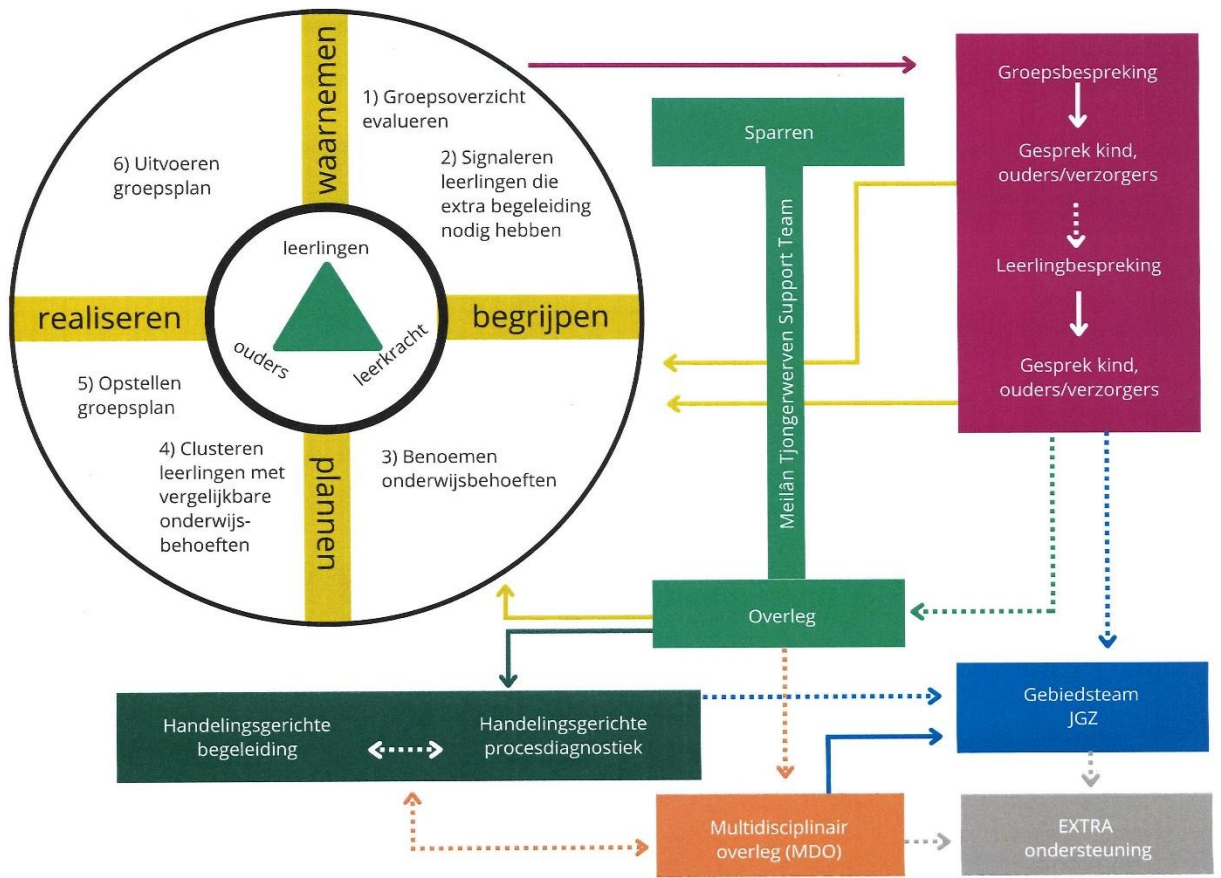 waarnemen
1) Groepsoverzicht
evalueren
2) Signaleren
leerlingen die
extra begeleiding
nodig hebben
begrijpen
3) Benoemen
onderwijsbehoeften
plannen
4) Clusteren
leerlingen met
vergelijkbare
onderwijs-
behoeften
5) Opstellen
groepsplan
realiseren
6) Uitvoeren
groepsplan
leerlingen
ouders
leerkracht
Sparren
Meilân Tjongerwerven Support Team
Overleg
Groepsbespreking
Gesprek kind,
ouders/verzorgers
Leerlingbespreking
Gesprek kind,
ouders/verzorgers
Handelingsgerichte
begeleiding
Handelingsgerichte
procesdiagnostiek
Gebiedsteam
JGZ
Multidisciplinair
overleg (MDO)
EXTRA
ondersteuning